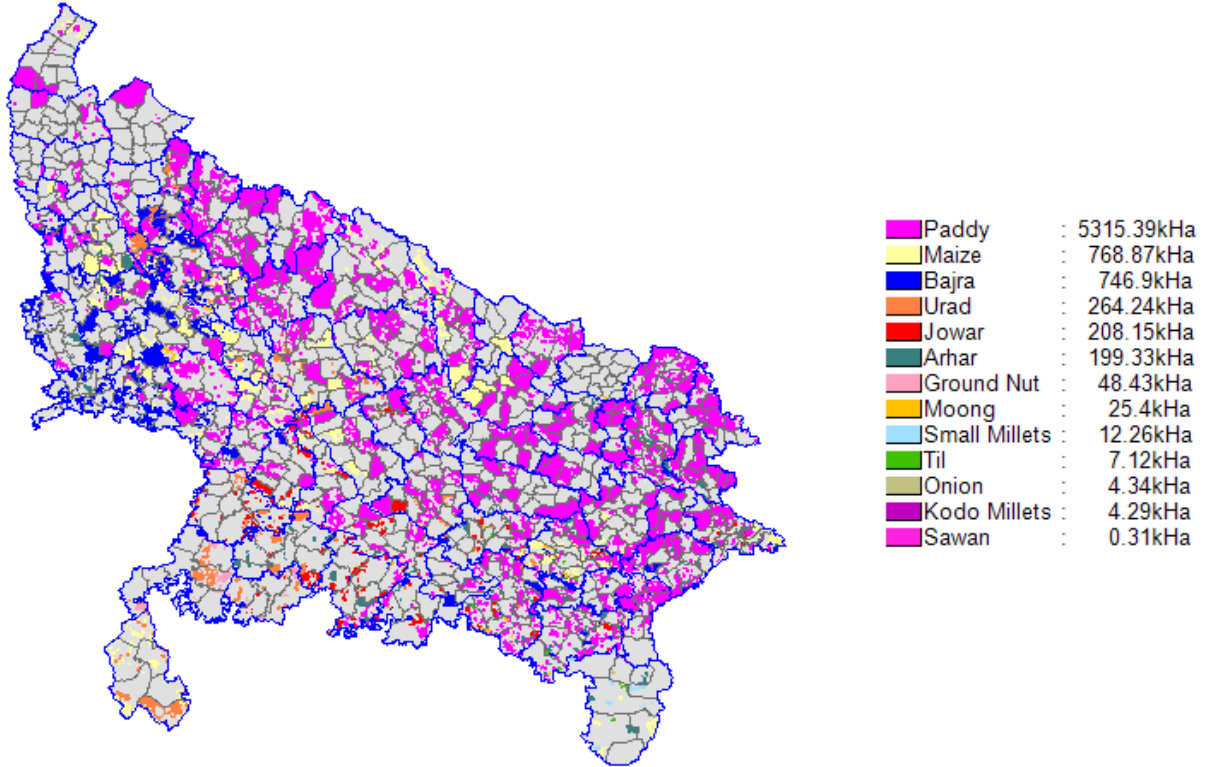 Paddy : 5315.39kHa
Maize : 768.87kHa
Bajra : 746.9kHa
Urad : 264.24kHa
Jowar : 208.15kHa
Arhar : 199.33kHa
Ground Nut : 48.43kHa
Moong : 25.4kHa
Small Millets : 12.26kHa
Til : 7.12kHa
Onion : 4.34kHa
Kodo Millets : 4.29kHa
Sawan : 0.31kHa